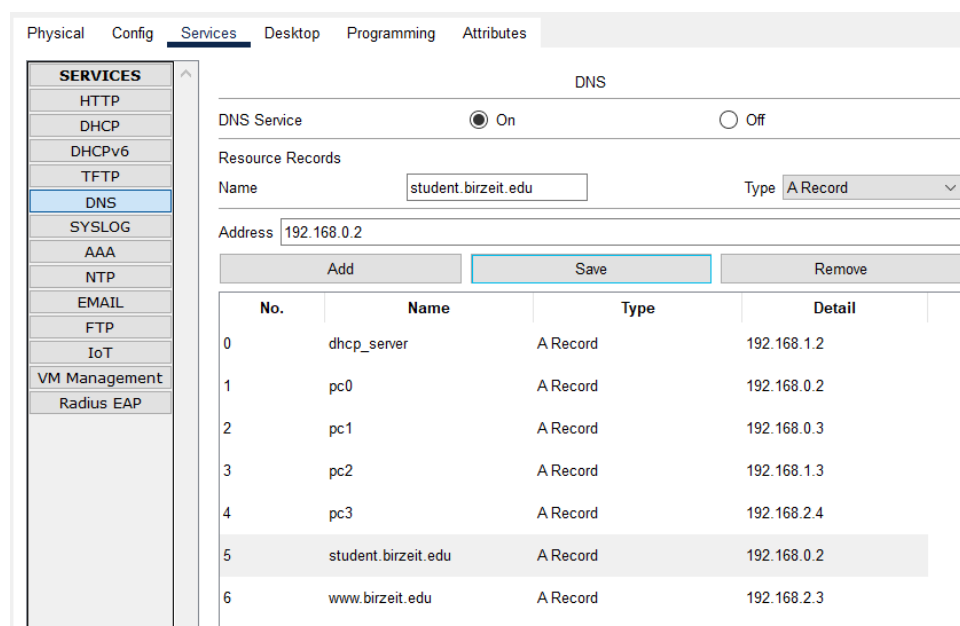 Physical Config Services Desktop Programming Attributes
SERVICES
HTTP
DHCP
DHCPv6
TFTP
DNS
SYSLOG
AAA
NTP
EMAIL
FTP
IoT
VM Management
Radius EAP
DNS
DNS Service On Off
Resource Records
Name student.birzeit.edu Type A Record
Address 192.168.0.2
Add Save Remove
No. Name Type Detail
0 dhcp_server A Record 192.168.1.2
1 pc0 A Record 192.168.0.2
2 pc1 A Record 192.168.0.3
3 pc2 A Record 192.168.1.3
4 pc3 A Record 192.168.2.4
5 student.birzeit.edu A Record 192.168.0.2
6 www.birzeit.edu A Record 192.168.2.3